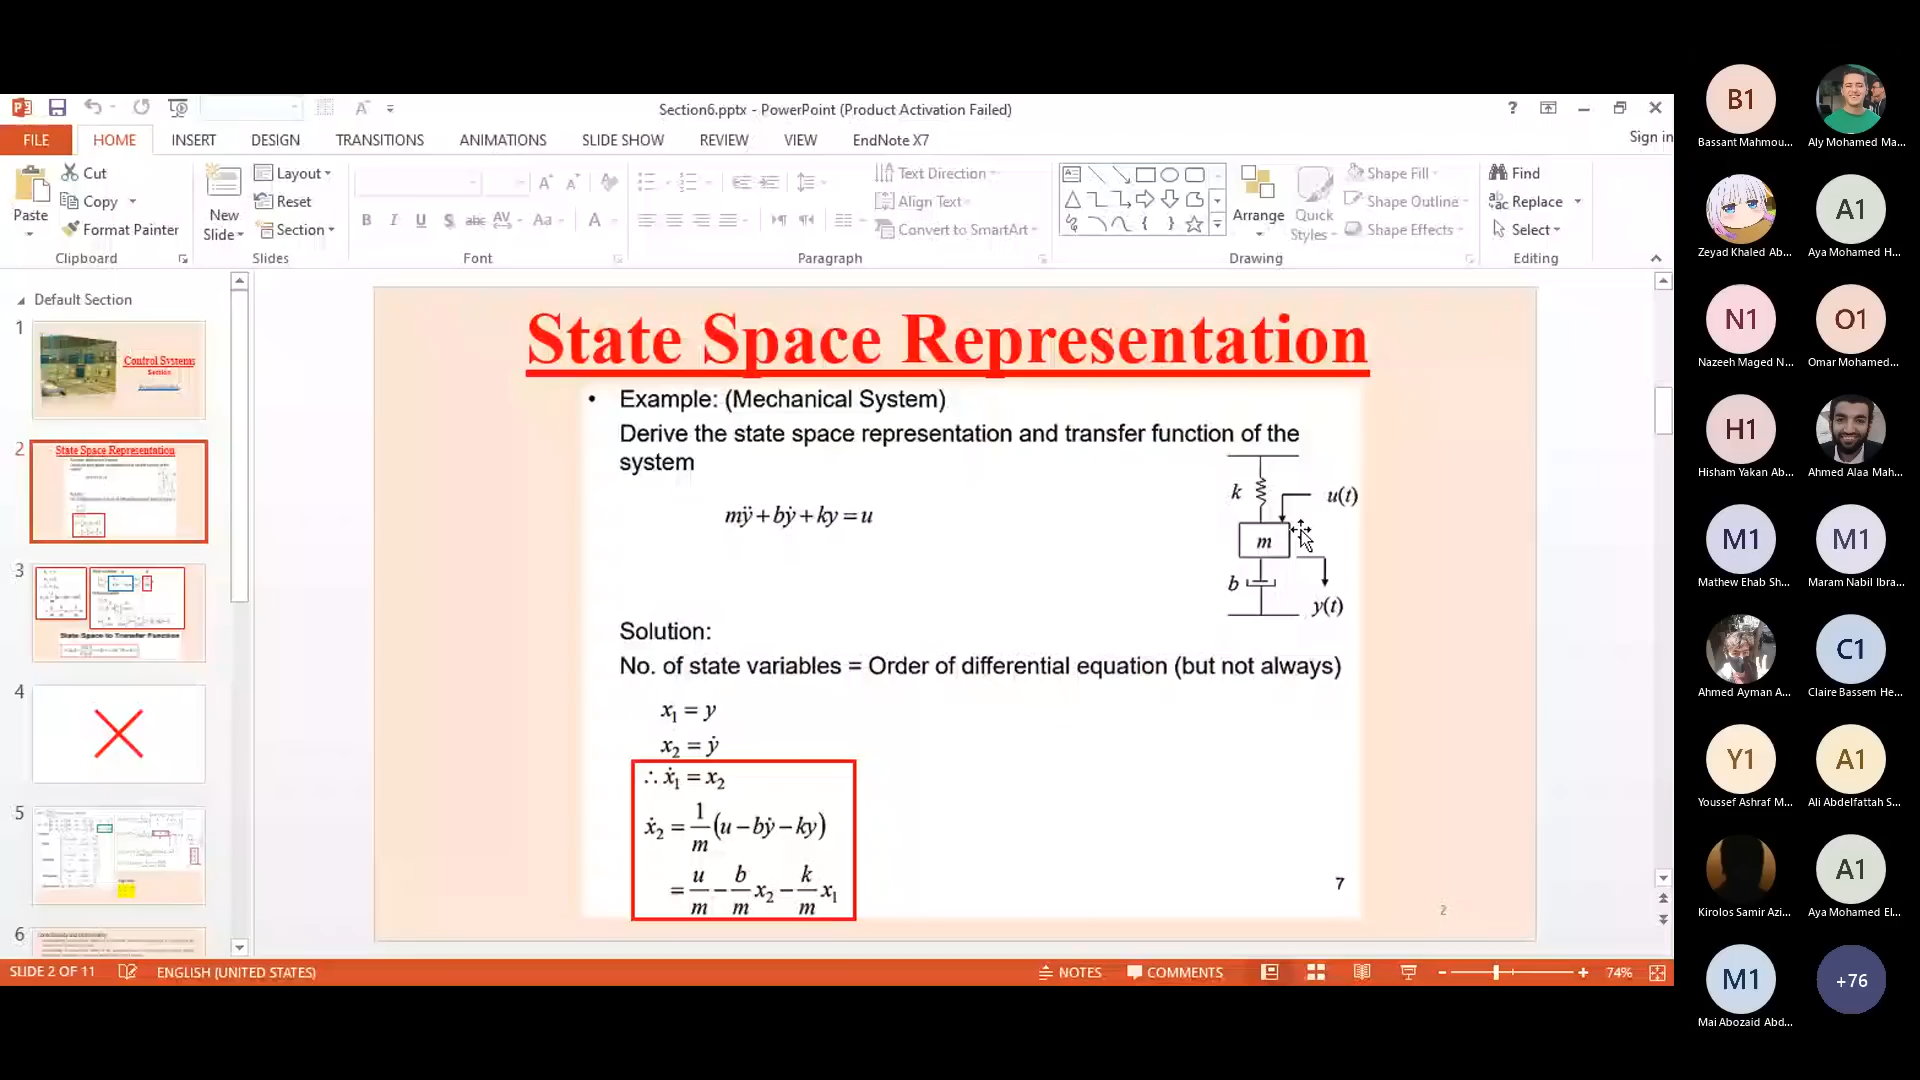 Section6.pptx - PowerPoint (Product Activation Failed)
Sign in
FILE HOME INSERT DESIGN TRANSITIONS ANIMATIONS SLIDE SHOW REVIEW VIEW EndNote X7
Paste
Cut
Copy
Format Painter
Clipboard
New Slide
Layout
Reset
Section
Slides
B I U S abc AV Aa A
Font
Text Direction
Align Text
Convert to SmartArt
Paragraph
Arrange
Quick Styles
Shape Fill
Shape Outline
Shape Effects
Drawing
Find
Replace
Select
Editing
Default Section
1
Control Systems
Section
2
State Space Representation
3
State Space to Transfer Function
4
5
6
State Space Representation
• Example: (Mechanical System)
Derive the state space representation and transfer function of the
system
mÿ + bẏ + ky = u
k
u(t)
m
b
y(t)
Solution:
No. of state variables = Order of differential equation (but not always)
x₁ = y
x₂ = ẏ
∴ ẋ₁ = x₂
ẋ₂ = 1/m (u − bẏ − ky)
= u/m − b/m x₂ − k/m x₁
7
2
SLIDE 2 OF 11 ENGLISH (UNITED STATES) NOTES COMMENTS 74%
B1
Bassant Mahmou...
Aly Mohamed Ma...
Zeyad Khaled Ab...
A1
Aya Mohamed H...
N1
Nazeeh Maged N...
O1
Omar Mohamed...
H1
Hisham Yakan Ab...
Ahmed Alaa Mah...
M1
Mathew Ehab Sh...
M1
Maram Nabil Ibra...
Ahmed Ayman A...
C1
Claire Bassem He...
Y1
Youssef Ashraf M...
A1
Ali Abdelfattah S...
Kirolos Samir Azi...
A1
Aya Mohamed El...
M1
Mai Abozaid Abd...
+76